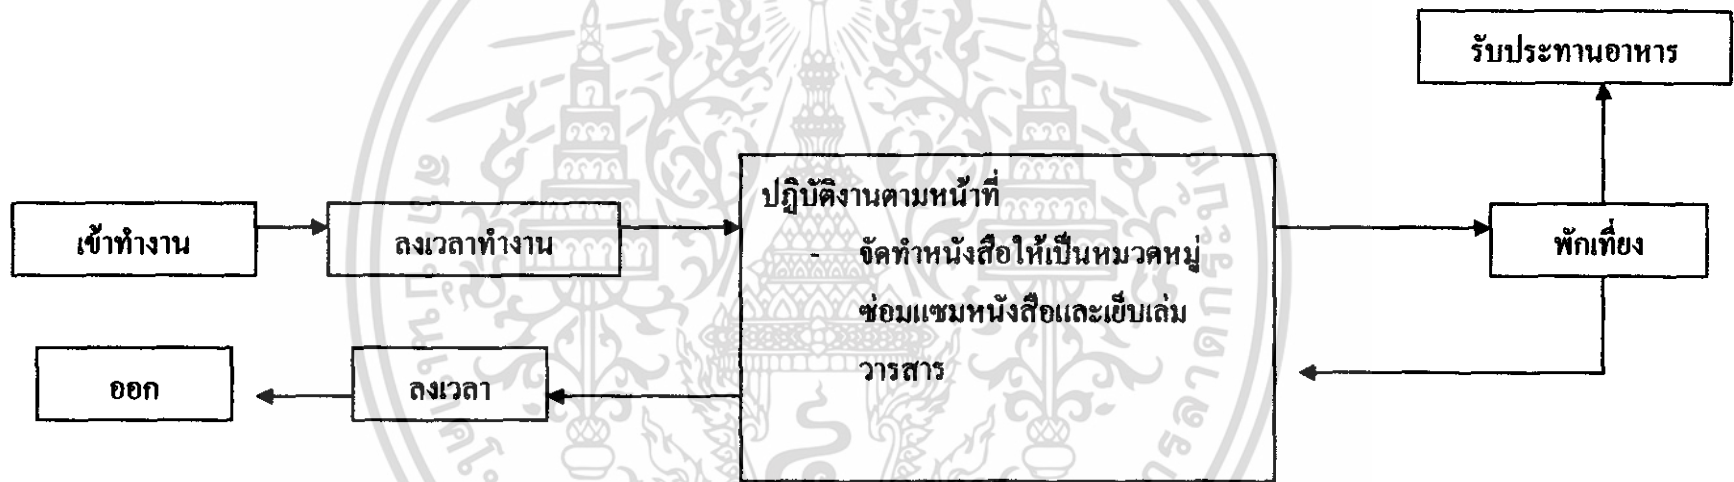 รับประทานอาหาร
เข้าทำงาน
ลงเวลาทำงาน
ปฏิบัติงานตามหน้าที่
- จัดทำหนังสือให้เป็นหมวดหมู่
ซ่อมแซมหนังสือและเย็บเล่ม
วารสาร
พักเที่ยง
ออก
ลงเวลา